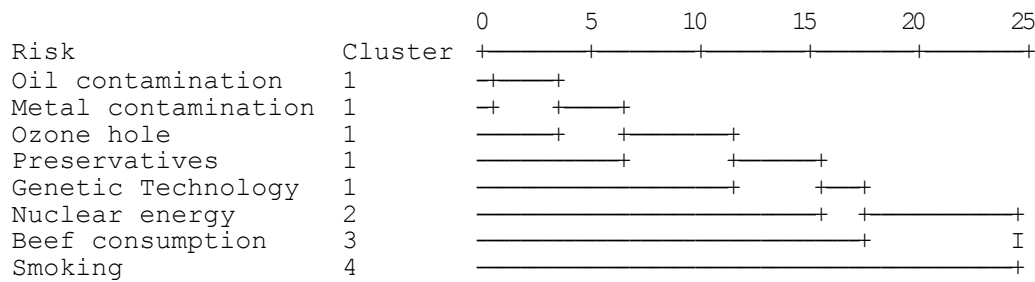 0 5 10 15 20 25
Risk Cluster
Oil contamination 1
Metal contamination 1
Ozone hole 1
Preservatives 1
Genetic Technology 1
Nuclear energy 2
Beef consumption 3 I
Smoking 4